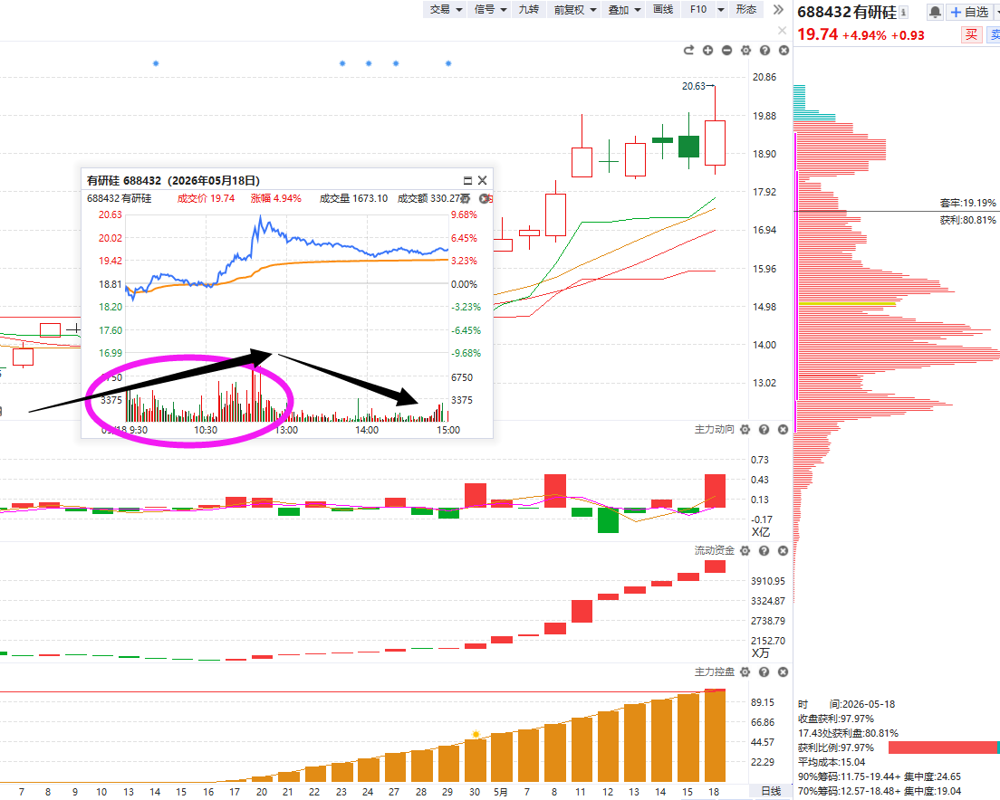 交易 信号 九转 前复权 叠加 画线 F10 形态
688432 有研硅
自选
19.74 +4.94% +0.93
买 卖
20.63
20.86
19.88
18.90
17.92
16.94
15.96
14.98
14.00
13.02
套牢:19.19%
获利:80.81%
有研硅 688432（2026年05月18日）
688432 有研硅 成交价 19.74 涨幅 4.94% 成交量 1673.10 成交额 330.27
20.63 9.68%
20.02 6.45%
19.42 3.23%
18.81 0.00%
18.20 -3.23%
17.60 -6.45%
16.99 -9.68%
6750
3375 3375
9:30 10:30 13:00 14:00 15:00
主力动向
0.73
0.43
0.13
-0.17
X亿
流动资金
3910.95
3324.87
2738.79
2152.70
X万
主力控盘
89.15
66.86
44.57
22.29
7 8 9 10 13 14 15 16 17 20 21 22 23 24 27 28 29 30 5月 7 8 11 12 13 14 15 18 日线
时 间:2026-05-18
收盘获利:97.97%
17.43处获利盘:80.81%
获利比例:97.97%
平均成本:15.04
90%筹码:11.75-19.44+ 集中度:24.65
70%筹码:12.57-18.48+ 集中度:19.04